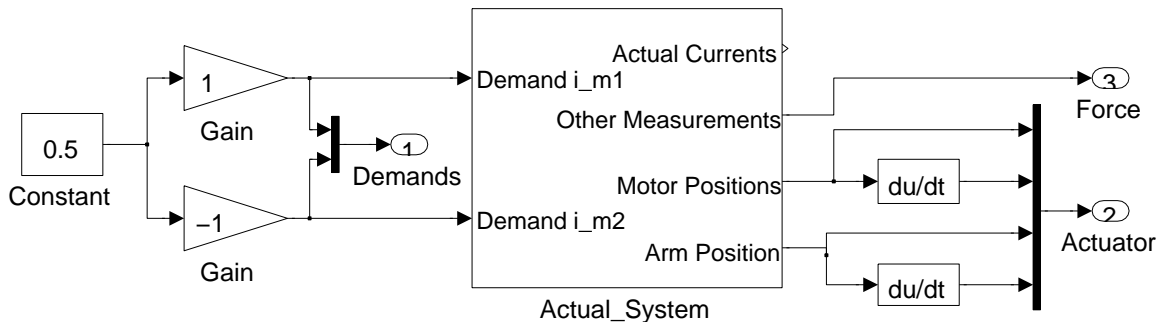 Actual Currents
1
Demand i_m1
3
Gain
Other Measurements
Force
0.5
1
Constant
Demands
Motor Positions
du/dt
−1
Demand i_m2
2
Gain
Arm Position
Actuator
du/dt
Actual_System